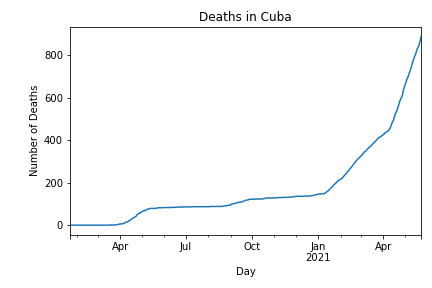 Deaths in Cuba
Number of Deaths
800
600
400
200
0
Apr
Jul
Oct
Jan
2021
Apr
Day